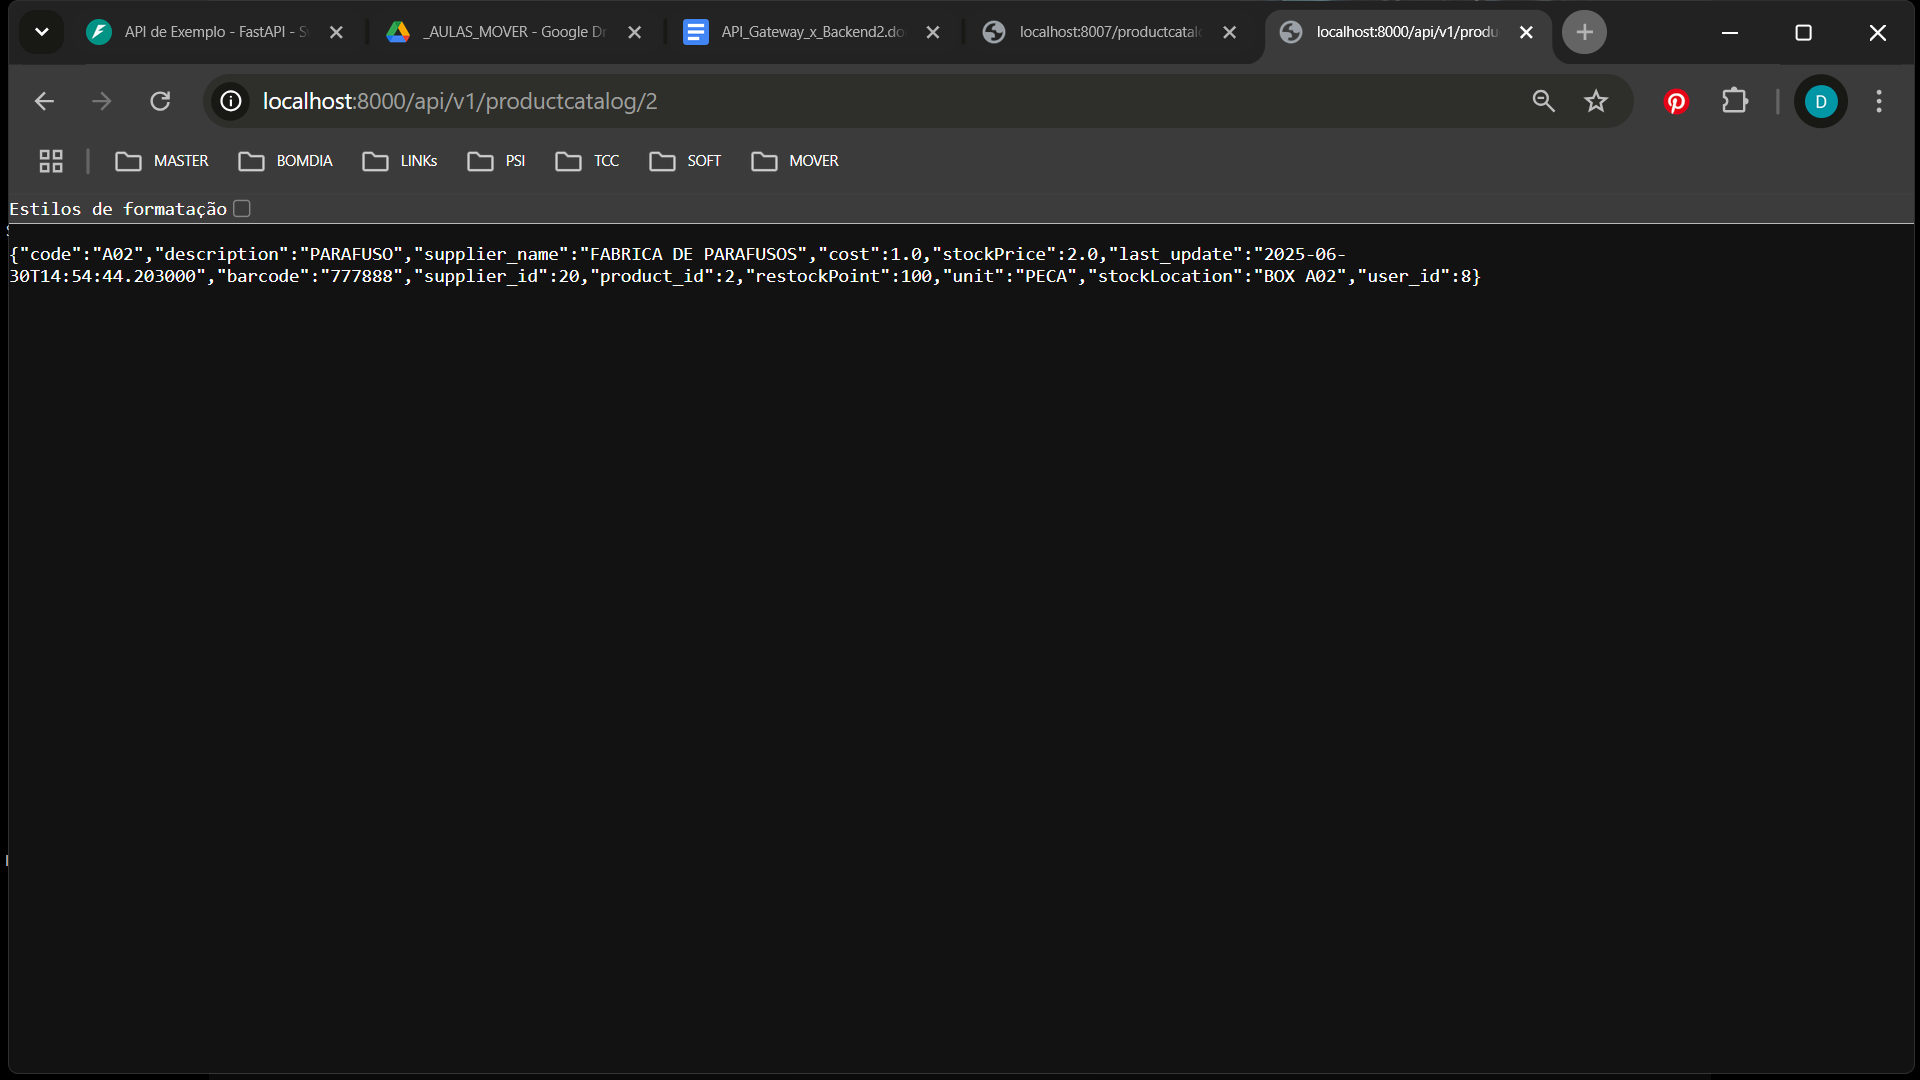 API de Exemplo - FastAPI - S
_AULAS_MOVER - Google Dr
API_Gateway_x_Backend2.do
localhost:8007/productcatal
localhost:8000/api/v1/produ
localhost:8000/api/v1/productcatalog/2
D
MASTER
BOMDIA
LINKs
PSI
TCC
SOFT
MOVER
Estilos de formatação
{"code":"A02","description":"PARAFUSO","supplier_name":"FABRICA DE PARAFUSOS","cost":1.0,"stockPrice":2.0,"last_update":"2025-06-
30T14:54:44.203000","barcode":"777888","supplier_id":20,"product_id":2,"restockPoint":100,"unit":"PECA","stockLocation":"BOX A02","user_id":8}